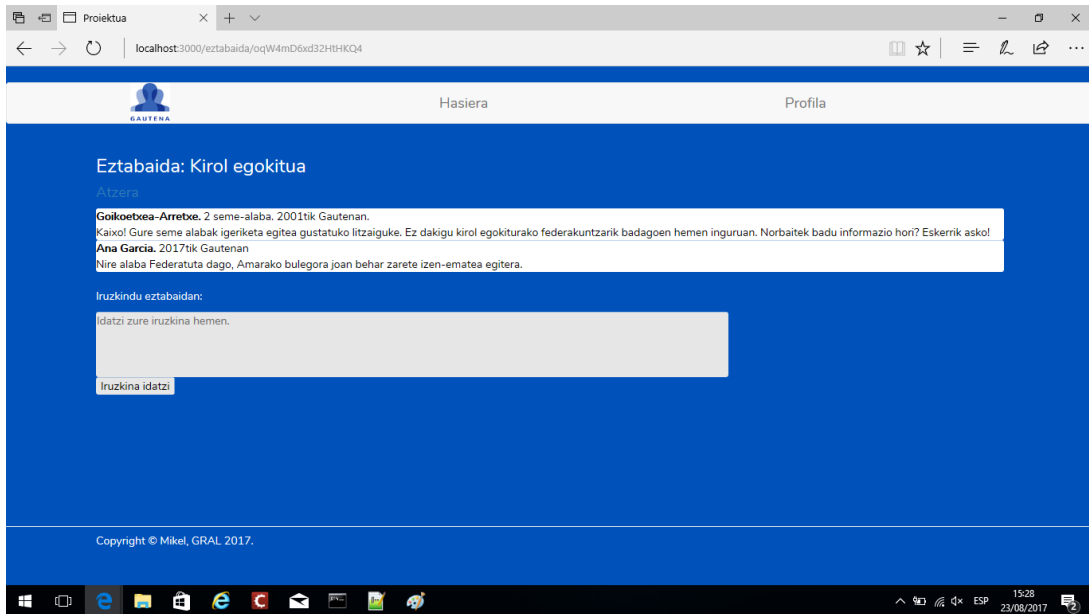 Proiektua
localhost:3000/eztabaida/oqW4mD6xd32HtHKQ4
GAUTENA
Hasiera
Profila
Eztabaida: Kirol egokitua
Atzera
Goikoetxea-Arretxe. 2 seme-alaba. 2001tik Gautenan.
Kaixo! Gure seme alabak igeriketa egitea gustatuko litzaiguke. Ez dakigu kirol egokiturako federakuntzarik badagoen hemen inguruan. Norbaitek badu informazio hori? Eskerrik asko!
Ana Garcia. 2017tik Gautenan
Nire alaba Federatuta dago, Amarako bulegora joan behar zarete izen-ematea egitera.
Iruzkindu eztabaidan:
Idatzi zure iruzkina hemen.
Iruzkina idatzi
Copyright © Mikel, GRAL 2017.
ESP
15:28
23/08/2017